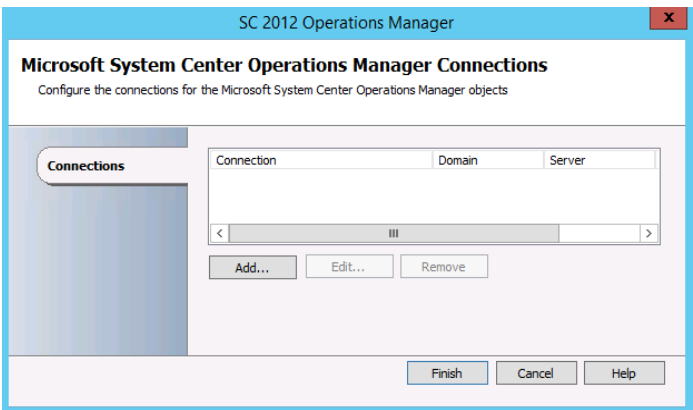 SC 2012 Operations Manager
x
Microsoft System Center Operations Manager Connections
Configure the connections for the Microsoft System Center Operations Manager objects
Connections
Connection Domain Server
Add... Edit... Remove
Finish Cancel Help